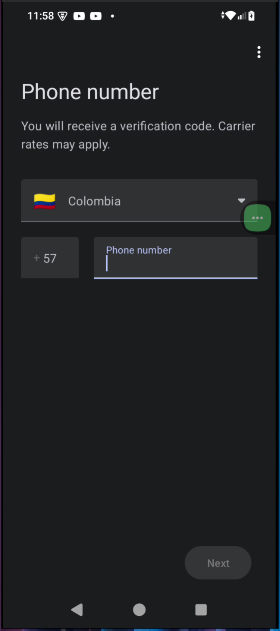 11:58
Phone number
You will receive a verification code. Carrier
rates may apply.
Colombia
+ 57
Phone number
Next